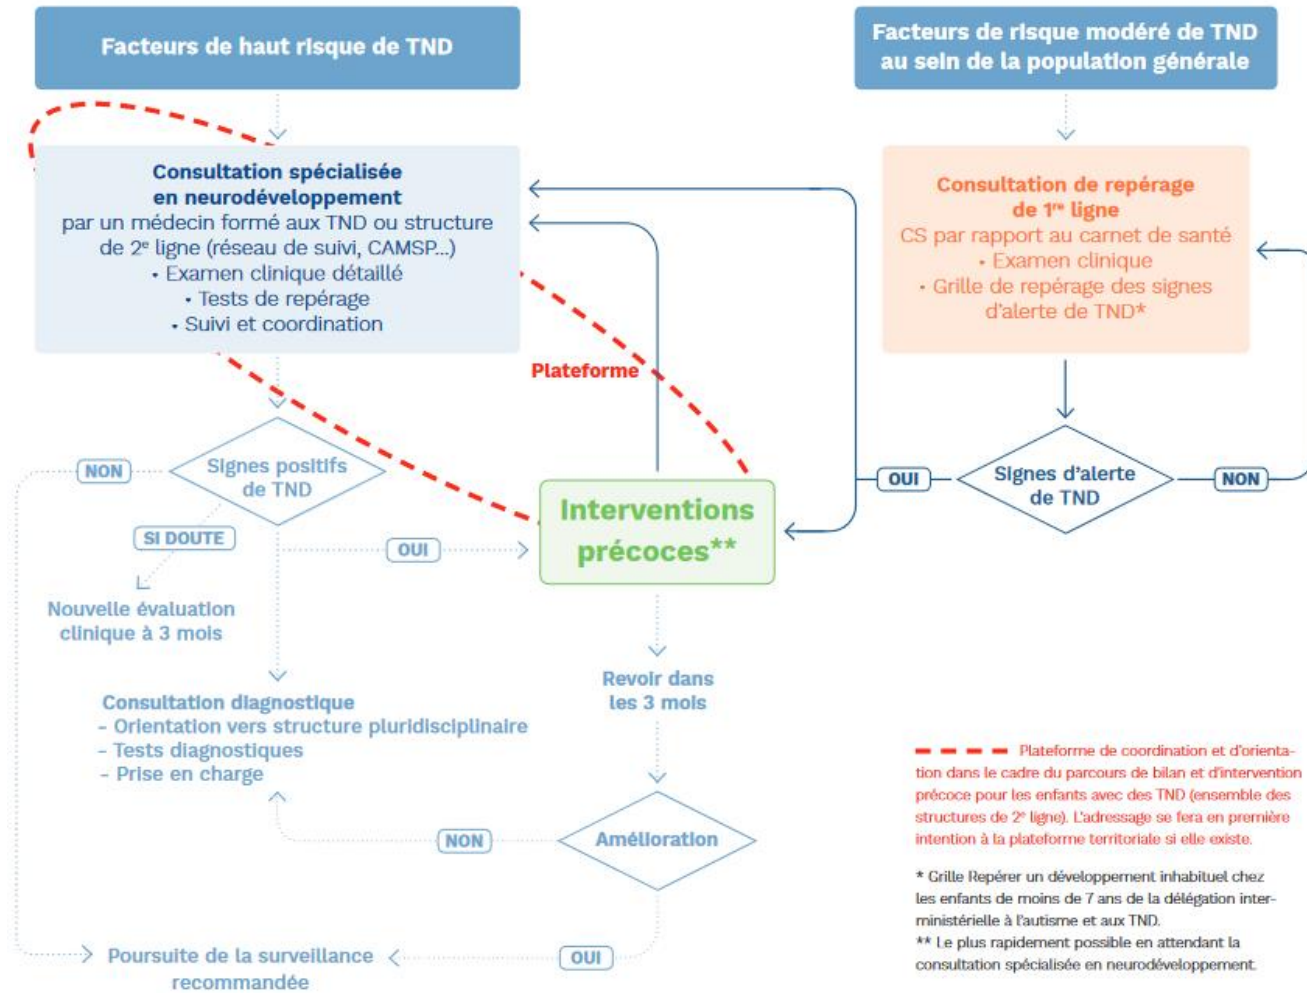 Facteurs de haut risque de TND
Facteurs de risque modéré de TND
au sein de la population générale
Consultation spécialisée
en neurodéveloppement
par un médecin formé aux TND ou structure
de 2e ligne (réseau de suivi, CAMSP...)
• Examen clinique détaillé
• Tests de repérage
• Suivi et coordination
Consultation de repérage
de 1re ligne
CS par rapport au carnet de santé
• Examen clinique
• Grille de repérage des signes
d'alerte de TND*
Plateforme
Signes positifs
de TND
NON
SI DOUTE
OUI
Interventions
précoces**
OUI
Signes d'alerte
de TND
NON
Nouvelle évaluation
clinique à 3 mois
Consultation diagnostique
- Orientation vers structure pluridisciplinaire
- Tests diagnostiques
- Prise en charge
Revoir dans
les 3 mois
NON
Amélioration
OUI
Poursuite de la surveillance
recommandée
Plateforme de coordination et d'orienta-
tion dans le cadre du parcours de bilan et d'intervention
précoce pour les enfants avec des TND (ensemble des
structures de 2e ligne). L'adressage se fera en première
intention à la plateforme territoriale si elle existe.
* Grille Repérer un développement inhabituel chez
les enfants de moins de 7 ans de la délégation inter-
ministérielle à l'autisme et aux TND.
** Le plus rapidement possible en attendant la
consultation spécialisée en neurodéveloppement.